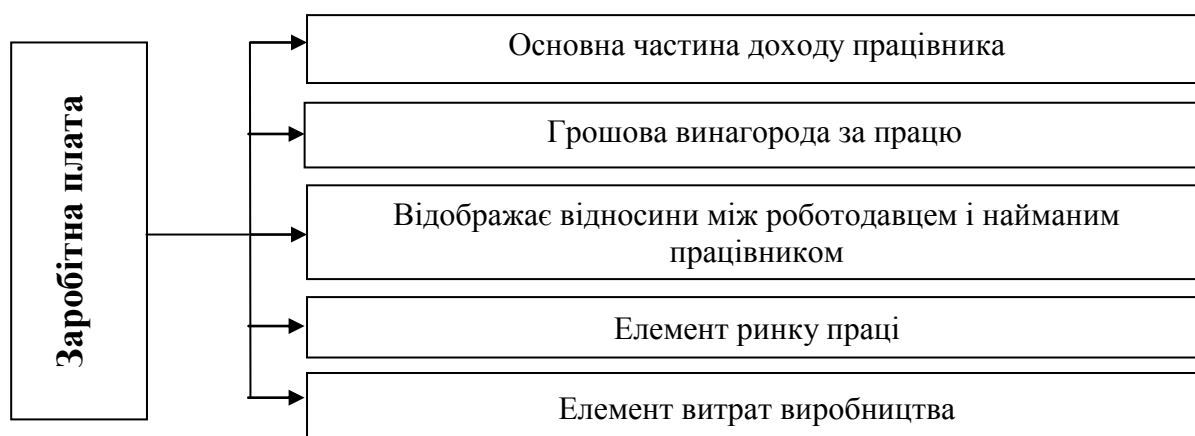 Заробітна плата
Основна частина доходу працівника
Грошова винагорода за працю
Відображає відносини між роботодавцем і найманим
працівником
Елемент ринку праці
Елемент витрат виробництва